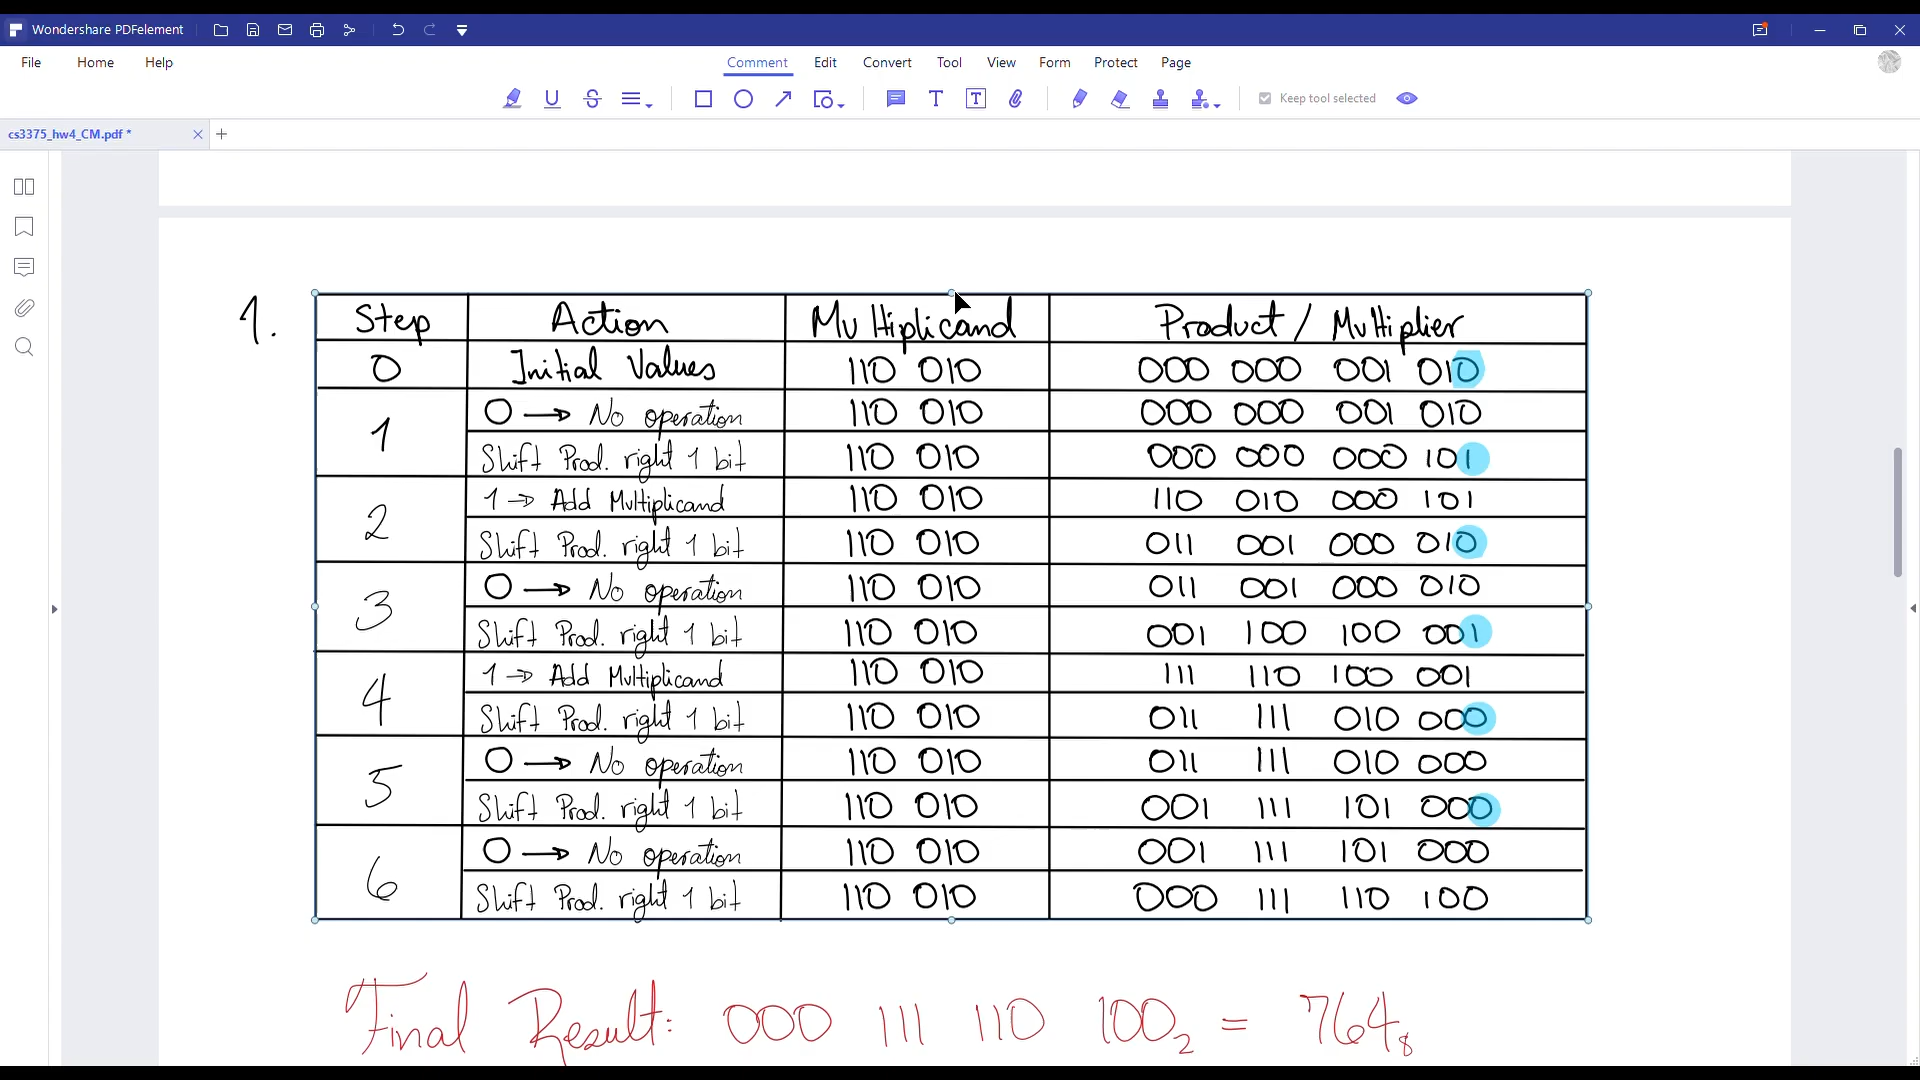 Wondershare PDFelement
File Home Help Comment Edit Convert Tool View Form Protect Page
Keep tool selected
cs3375_hw4_CM.pdf *
1.
Step Action Multiplicand Product / Multiplier
0 Initial Values 110 010 000 000 001 010
1 0 → No operation 110 010 000 000 001 010
Shift Prod. right 1 bit 110 010 000 000 000 101
2 1 → Add Multiplicand 110 010 110 010 000 101
Shift Prod. right 1 bit 110 010 011 001 000 010
3 0 → No operation 110 010 011 001 000 010
Shift Prod. right 1 bit 110 010 001 100 100 001
4 1 → Add Multiplicand 110 010 111 110 100 001
Shift Prod. right 1 bit 110 010 011 111 010 000
5 0 → No operation 110 010 011 111 010 000
Shift Prod. right 1 bit 110 010 001 111 101 000
6 0 → No operation 110 010 001 111 101 000
Shift Prod. right 1 bit 110 010 000 111 110 100
Final Result: 000 111 110 100₂ = 764₈